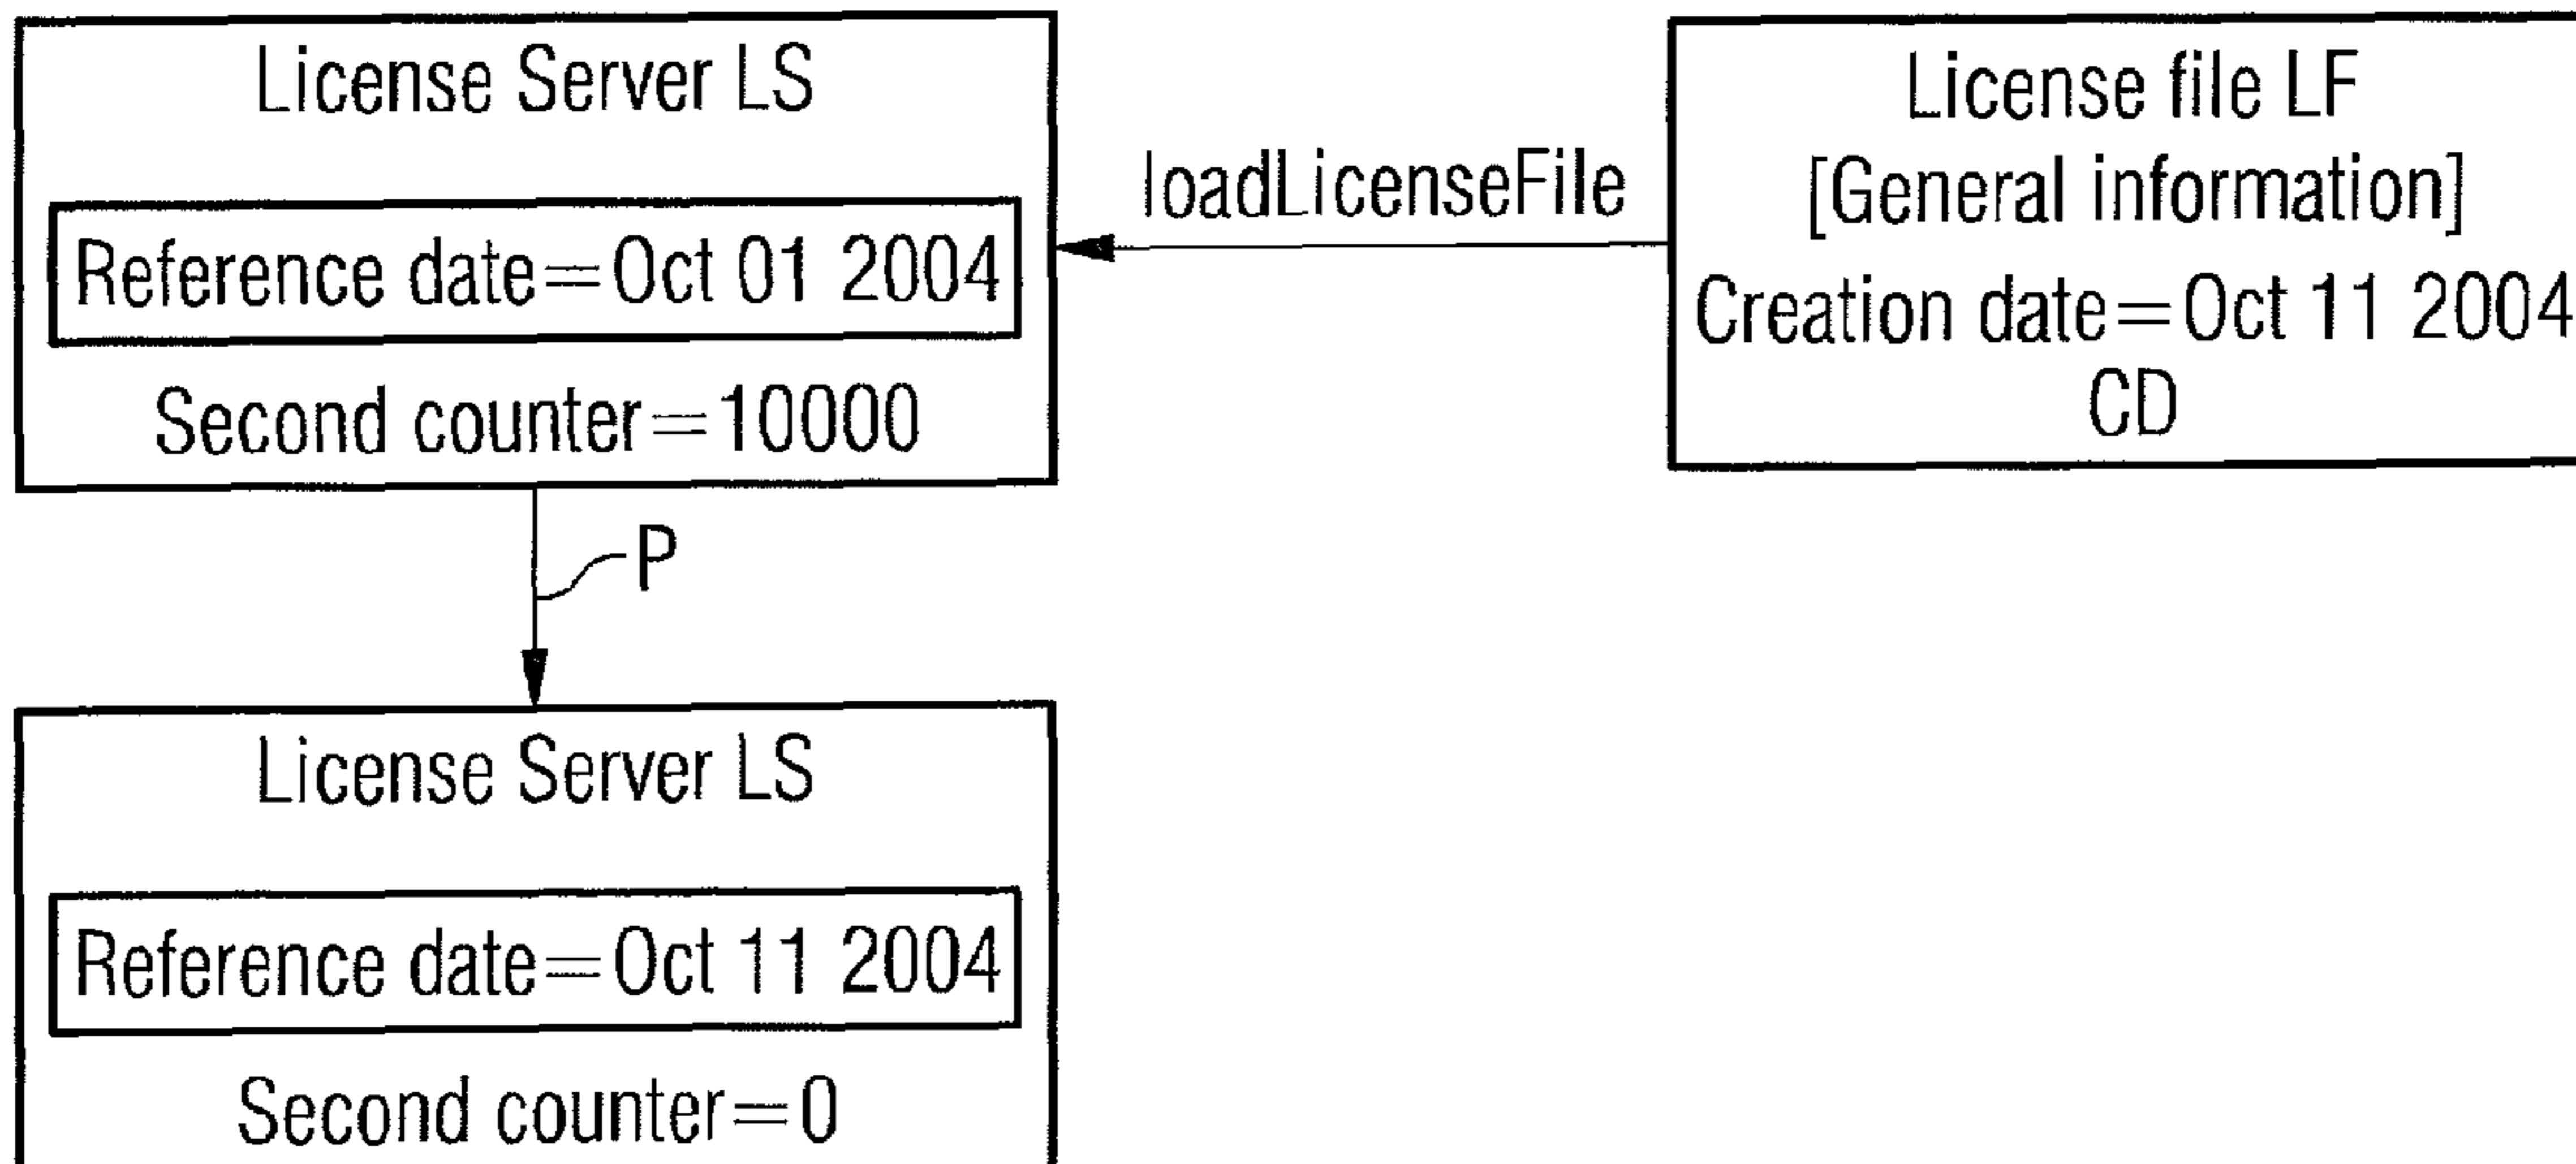 License Server LS
Reference date=Oct 01 2004
Second counter=10000
loadLicenseFile
License file LF
[General information]
Creation date=Oct 11 2004
CD
P
License Server LS
Reference date=Oct 11 2004
Second counter=0